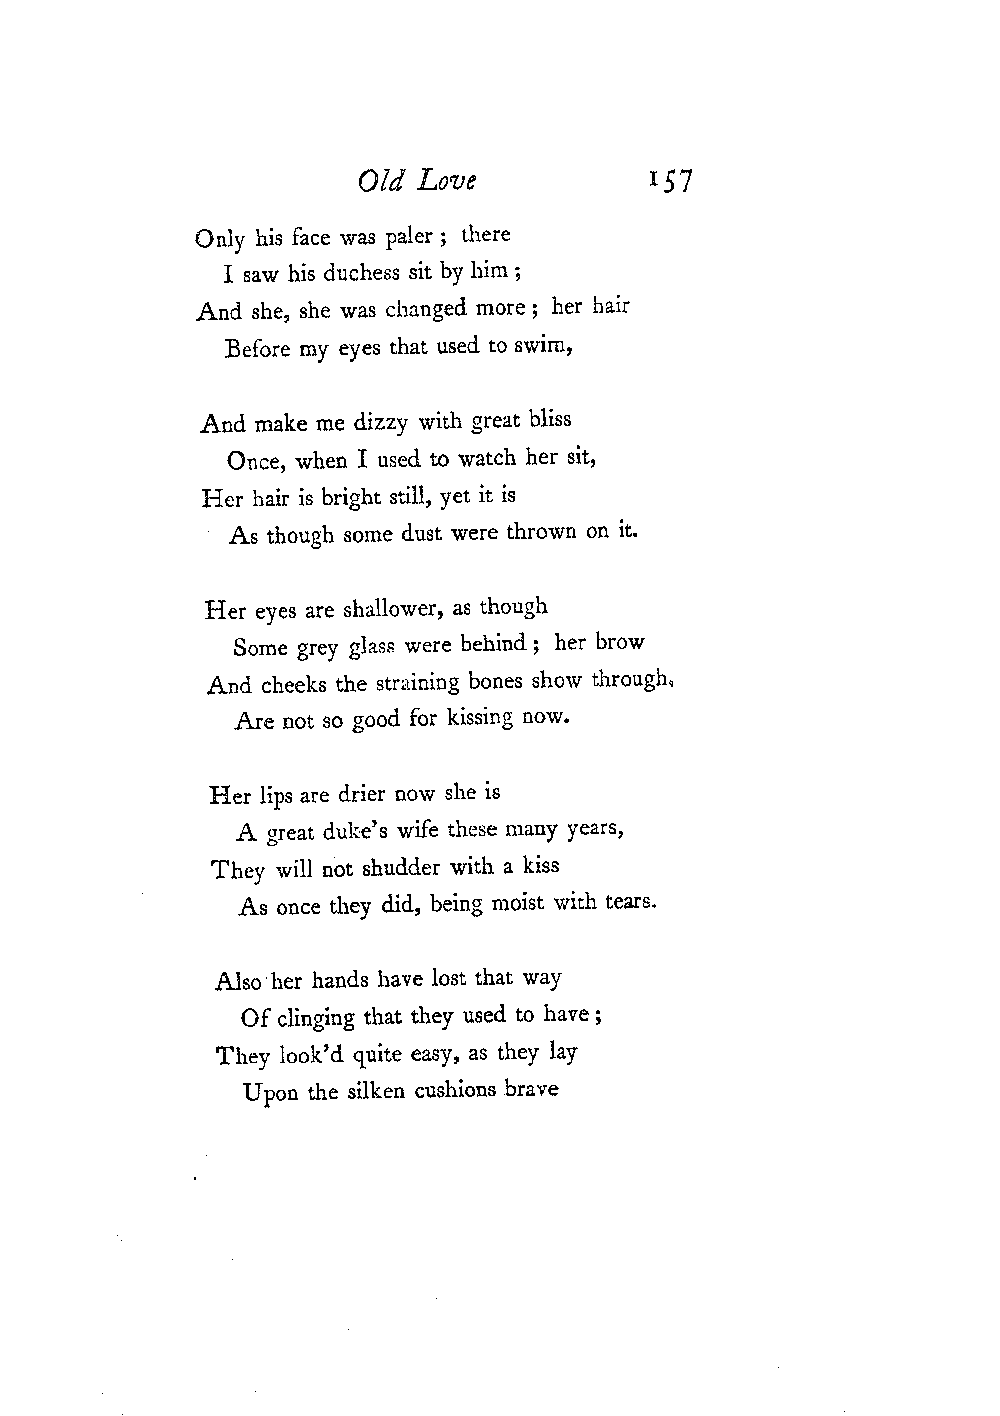 Old Love 157
Only his face was paler ; there
I saw his duchess sit by him ;
And she, she was changed more ; her hair
Before my eyes that used to swim,
And make me dizzy with great bliss
Once, when I used to watch her sit,
Her hair is bright still, yet it is
As though some dust were thrown on it.
Her eyes are shallower, as though
Some grey glass were behind ; her brow
And cheeks the straining bones show through,
Are not so good for kissing now.
Her lips are drier now she is
A great duke's wife these many years,
They will not shudder with a kiss
As once they did, being moist with tears.
Also her hands have lost that way
Of clinging that they used to have ;
They look'd quite easy, as they lay
Upon the silken cushions brave